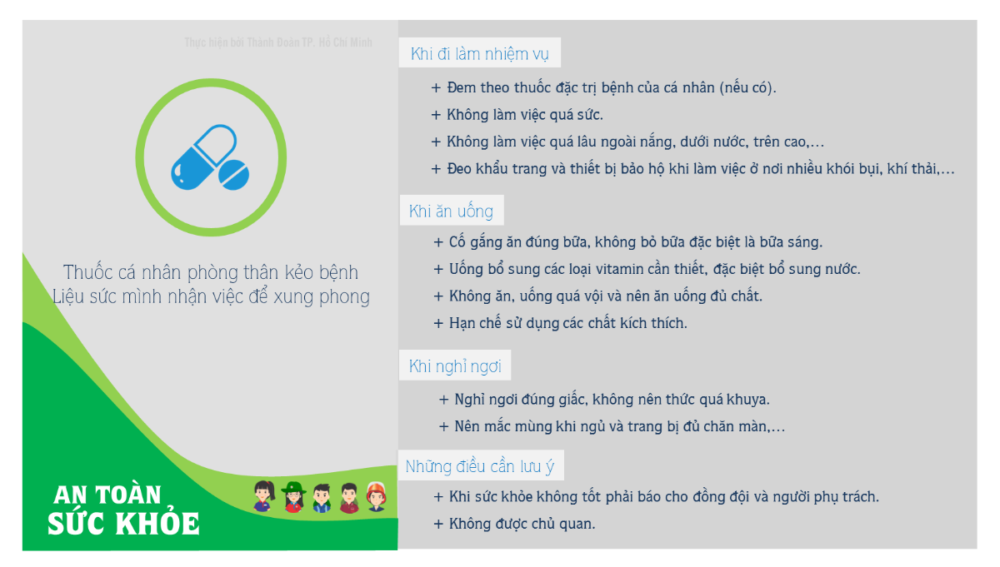 Thực hiện bởi Thành Đoàn TP. Hồ Chí Minh
Thuốc cá nhân phòng thân kẻo bệnh
Liệu sức mình nhận việc để xung phong
AN TOÀN
SỨC KHỎE
Khi đi làm nhiệm vụ
+ Đem theo thuốc đặc trị bệnh của cá nhân (nếu có).
+ Không làm việc quá sức.
+ Không làm việc quá lâu ngoài nắng, dưới nước, trên cao,...
+ Đeo khẩu trang và thiết bị bảo hộ khi làm việc ở nơi nhiều khói bụi, khí thải,...
Khi ăn uống
+ Cố gắng ăn đúng bữa, không bỏ bữa đặc biệt là bữa sáng.
+ Uống bổ sung các loại vitamin cần thiết, đặc biệt bổ sung nước.
+ Không ăn, uống quá vội và nên ăn uống đủ chất.
+ Hạn chế sử dụng các chất kích thích.
Khi nghỉ ngơi
+ Nghỉ ngơi đúng giấc, không nên thức quá khuya.
+ Nên mắc mùng khi ngủ và trang bị đủ chăn màn,...
Những điều cần lưu ý
+ Khi sức khỏe không tốt phải báo cho đồng đội và người phụ trách.
+ Không được chủ quan.